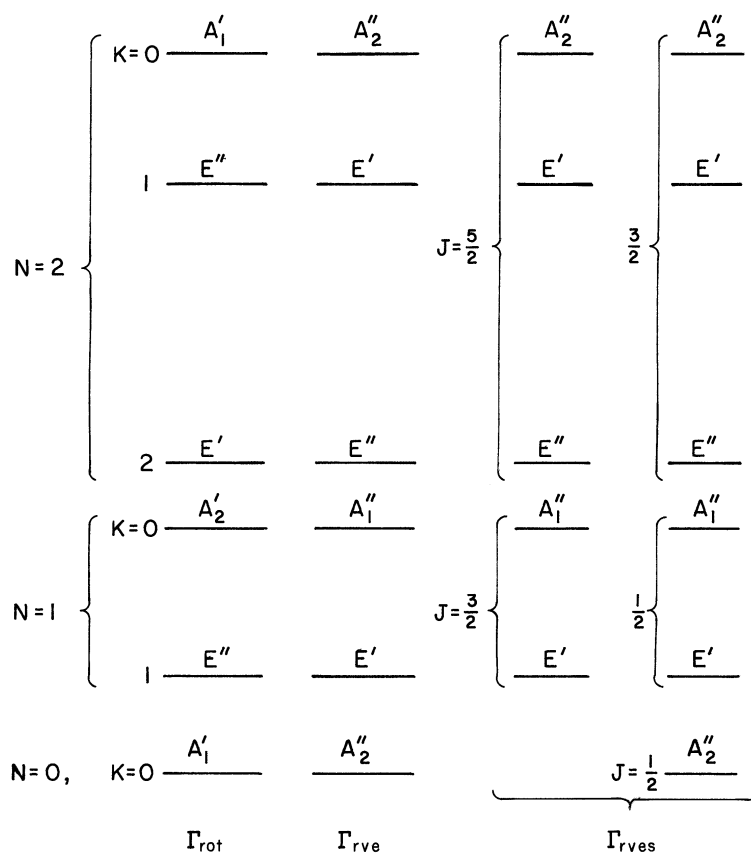 A₁′ A₂″ A₂″ A₂″
K=0
E″ E′ E′ E′
1
N=2 J=5/2 3/2
E′ E″ E″ E″
2
A₂′ A₁″ A₁″ A₁″
K=0
N=1 J=3/2 1/2
E″ E′ E′ E′
1
A₁′ A₂″ A₂″
N=0, K=0 J=1/2
Γrot Γrve Γrves